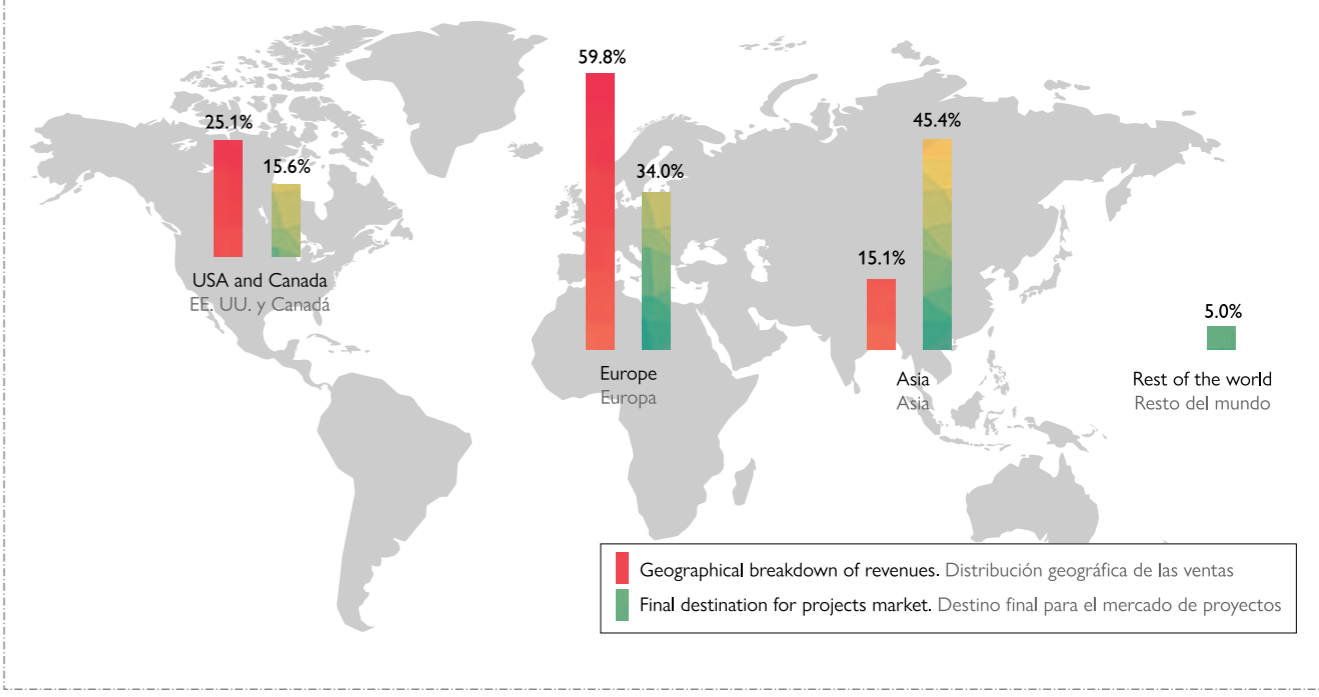 59.8%
25.1%
15.6%
45.4%
34.0%
15.1%
USA and Canada
EE. UU. y Canadá
5.0%
Europe
Europa
Asia
Asia
Rest of the world
Resto del mundo
Geographical breakdown of revenues. Distribución geográfica de las ventas
Final destination for projects market. Destino final para el mercado de proyectos